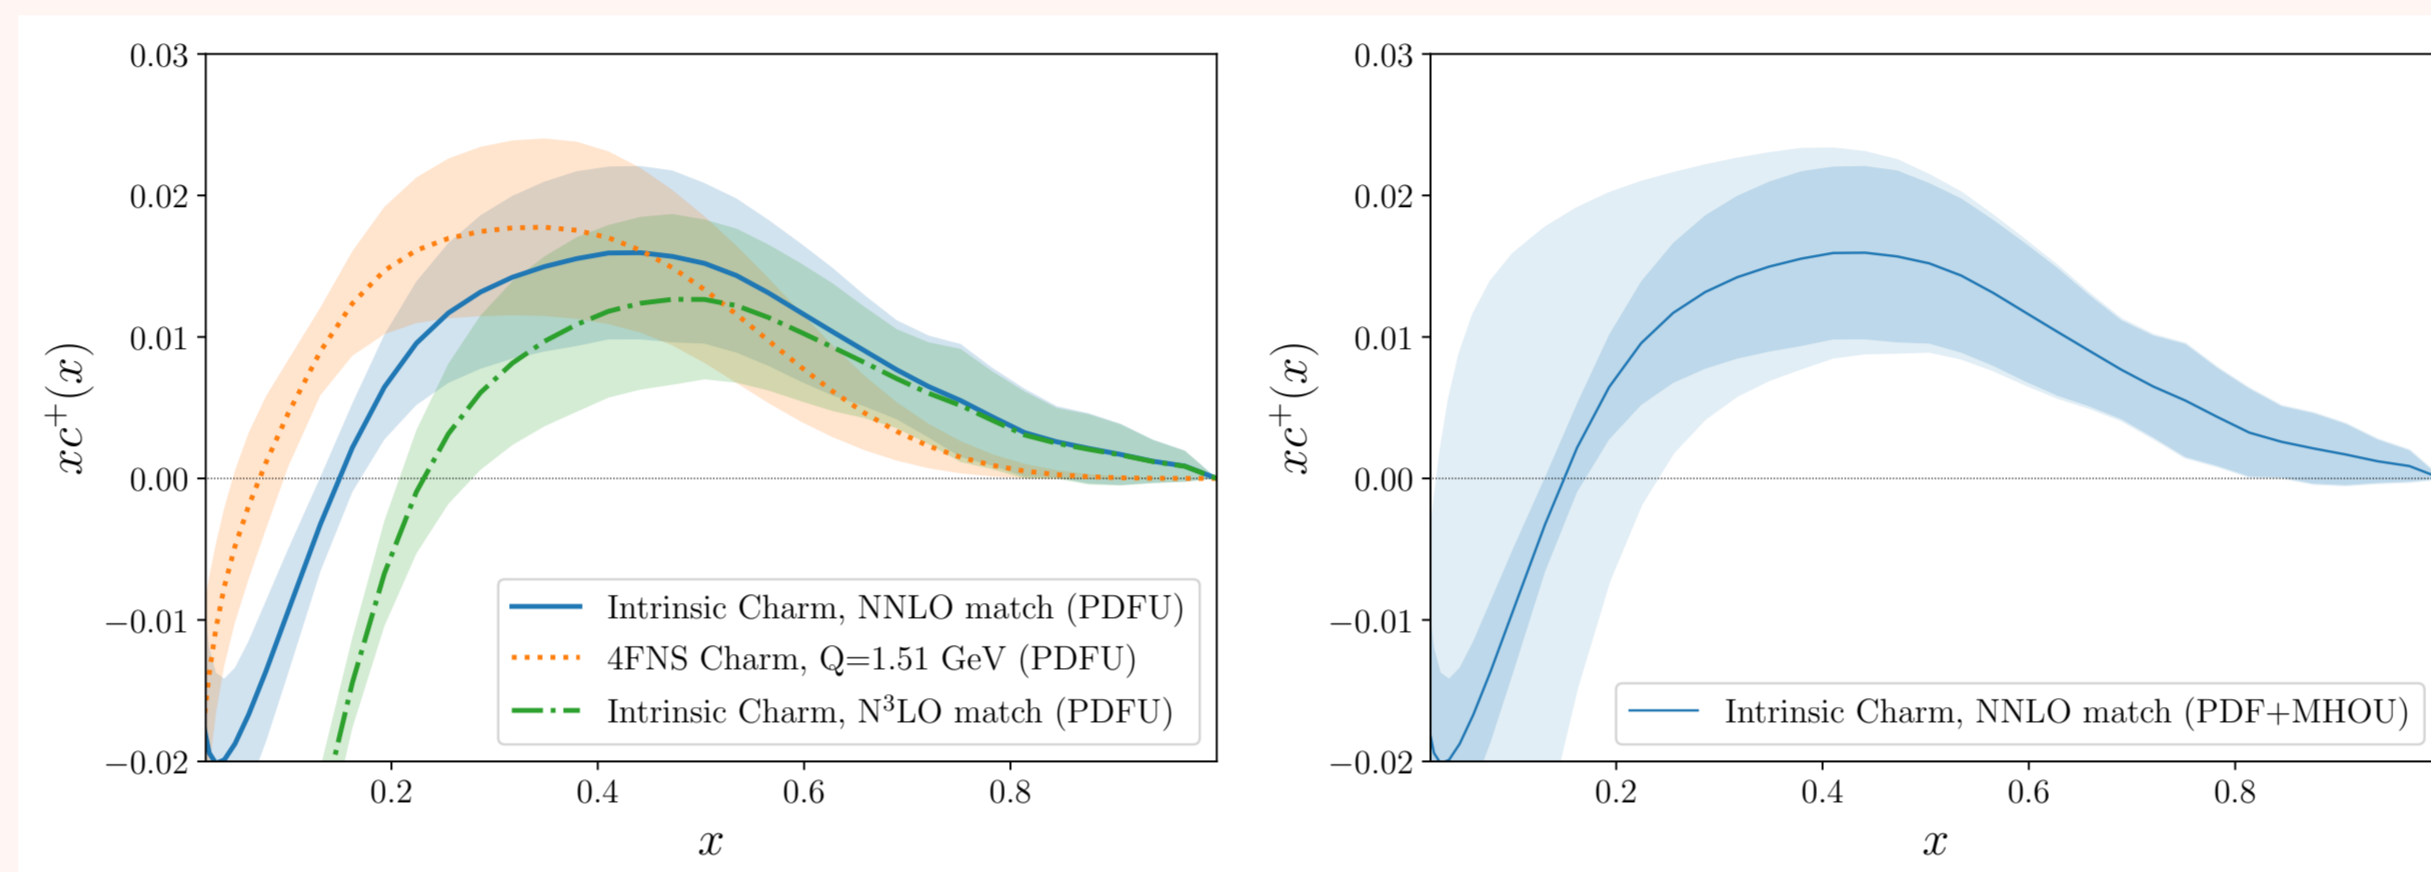 0.03
0.02
0.01
0.00
−0.01
−0.02
xc⁺(x)
0.2 0.4 0.6 0.8
x
Intrinsic Charm, NNLO match (PDFU)
4FNS Charm, Q=1.51 GeV (PDFU)
Intrinsic Charm, N³LO match (PDFU)
0.03
0.02
0.01
0.00
−0.01
−0.02
xc⁺(x)
0.2 0.4 0.6 0.8
x
Intrinsic Charm, NNLO match (PDF+MHOU)